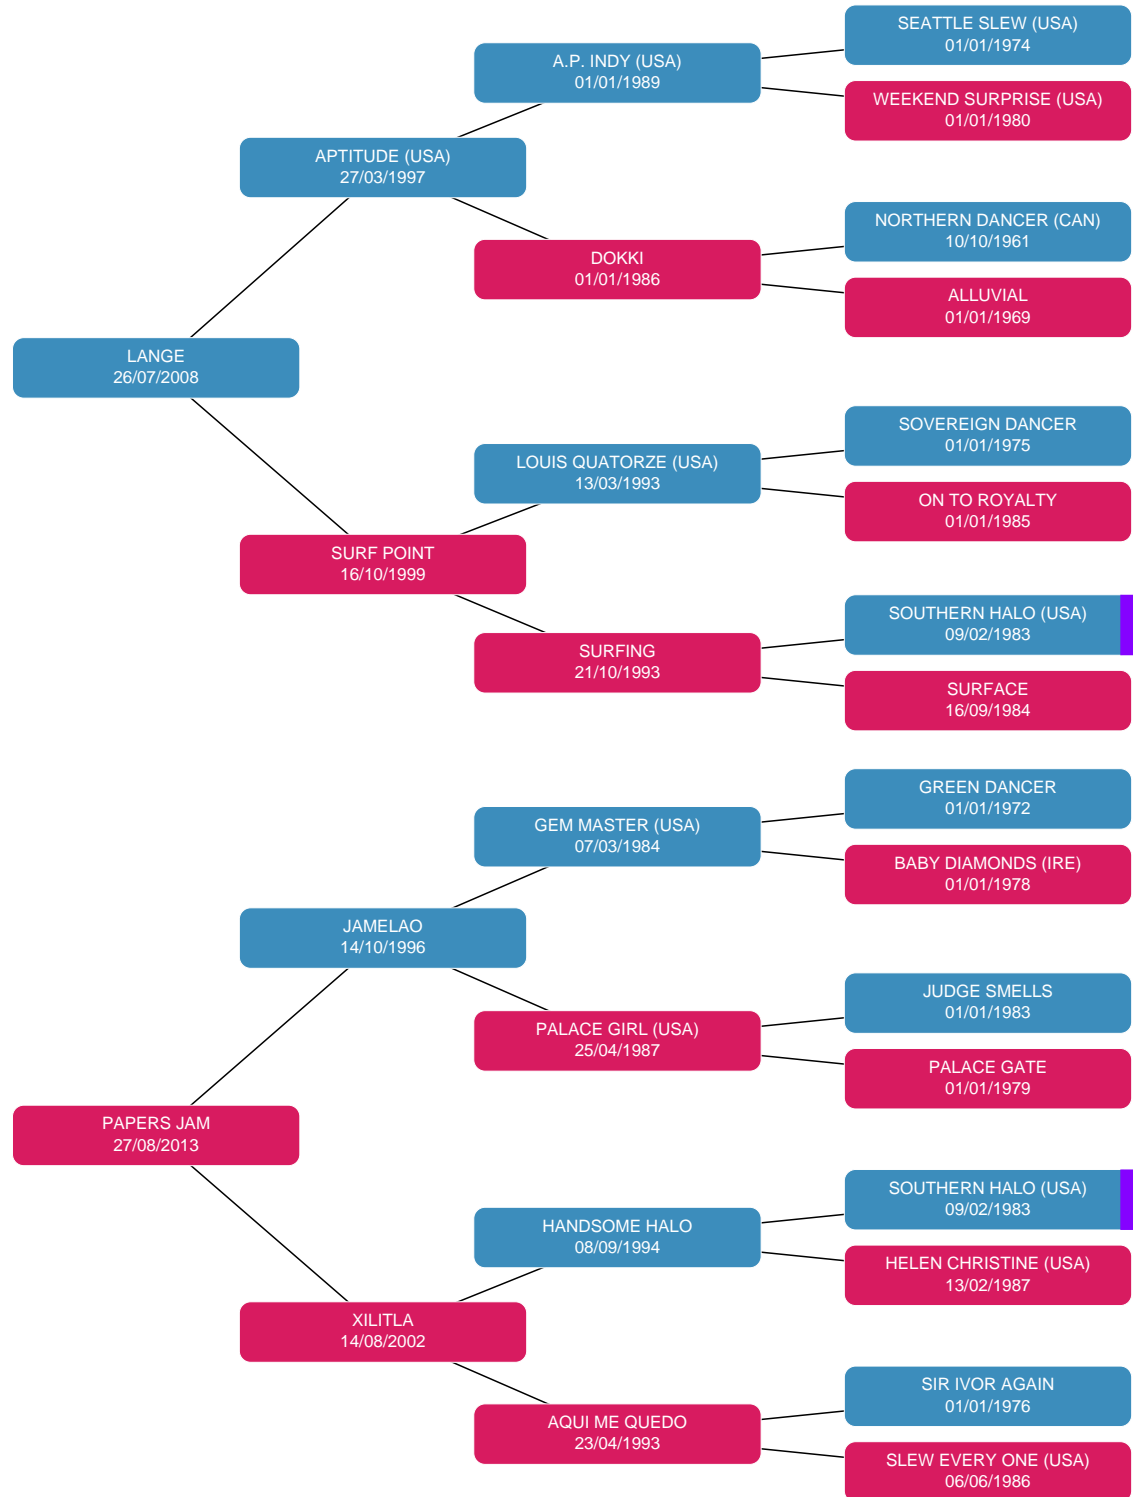 SEATTLE SLEW (USA)
01/01/1974
A.P. INDY (USA)
01/01/1989
WEEKEND SURPRISE (USA)
01/01/1980
APTITUDE (USA)
27/03/1997
NORTHERN DANCER (CAN)
10/10/1961
DOKKI
01/01/1986
ALLUVIAL
01/01/1969
LANGE
26/07/2008
SOVEREIGN DANCER
01/01/1975
LOUIS QUATORZE (USA)
13/03/1993
ON TO ROYALTY
01/01/1985
SURF POINT
16/10/1999
SOUTHERN HALO (USA)
09/02/1983
SURFING
21/10/1993
SURFACE
16/09/1984
GREEN DANCER
01/01/1972
GEM MASTER (USA)
07/03/1984
BABY DIAMONDS (IRE)
01/01/1978
JAMELAO
14/10/1996
JUDGE SMELLS
01/01/1983
PALACE GIRL (USA)
25/04/1987
PALACE GATE
01/01/1979
PAPERS JAM
27/08/2013
SOUTHERN HALO (USA)
09/02/1983
HANDSOME HALO
08/09/1994
HELEN CHRISTINE (USA)
13/02/1987
XILITLA
14/08/2002
SIR IVOR AGAIN
01/01/1976
AQUI ME QUEDO
23/04/1993
SLEW EVERY ONE (USA)
06/06/1986